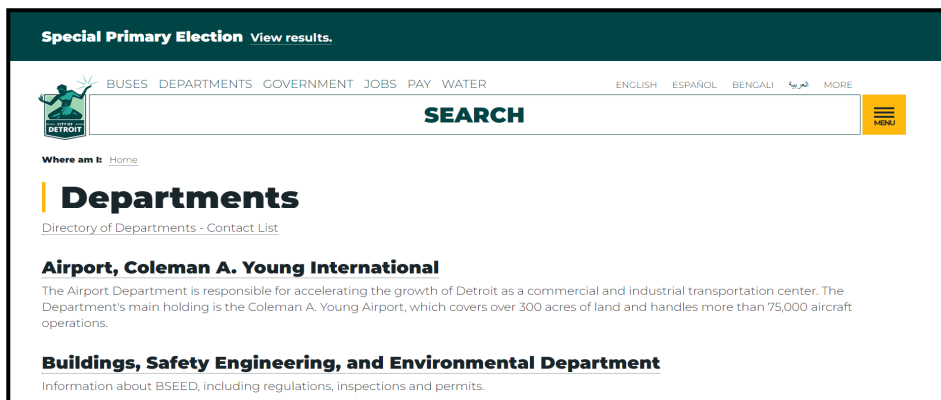 Special Primary Election View results.
BUSES DEPARTMENTS GOVERNMENT JOBS PAY WATER
ENGLISH ESPAÑOL BENGALI العربية MORE
CITY OF
DETROIT
SEARCH
MENU
Where am I: Home
Departments
Directory of Departments - Contact List
Airport, Coleman A. Young International
The Airport Department is responsible for accelerating the growth of Detroit as a commercial and industrial transportation center. The
Department's main holding is the Coleman A. Young Airport, which covers over 300 acres of land and handles more than 75,000 aircraft
operations.
Buildings, Safety Engineering, and Environmental Department
Information about BSEED, including regulations, inspections and permits.